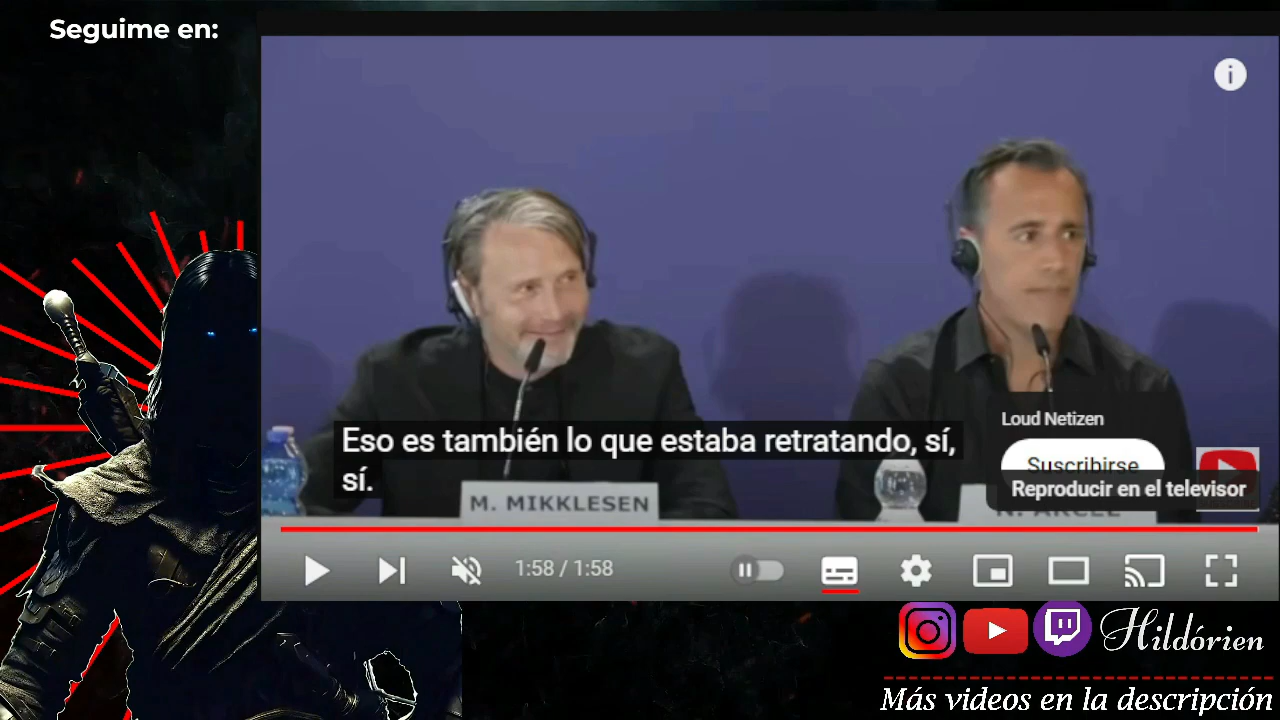 Seguime en:
Eso es también lo que estaba retratando, sí,
sí.
Loud Netizen
Suscribirse
Reproducir en el televisor
M. MIKKLESEN
N. ARCEL
1:58 / 1:58
Hildórien
Más videos en la descripción